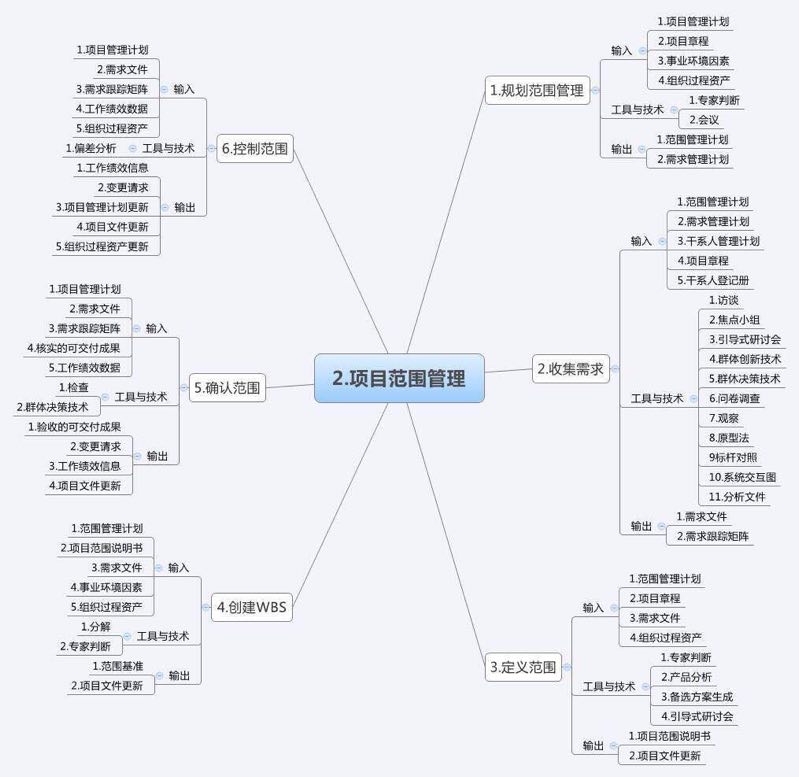 2.项目范围管理
1.规划范围管理
输入
1.项目管理计划
2.项目章程
3.事业环境因素
4.组织过程资产
工具与技术
1.专家判断
2.会议
输出
1.范围管理计划
2.需求管理计划
2.收集需求
输入
1.范围管理计划
2.需求管理计划
3.干系人管理计划
4.项目章程
5.干系人登记册
工具与技术
1.访谈
2.焦点小组
3.引导式研讨会
4.群体创新技术
5.群休决策技术
6.问卷调查
7.观察
8.原型法
9标杆对照
10.系统交互图
11.分析文件
输出
1.需求文件
2.需求跟踪矩阵
3.定义范围
输入
1.范围管理计划
2.项目章程
3.需求文件
4.组织过程资产
工具与技术
1.专家判断
2.产品分析
3.备选方案生成
4.引导式研讨会
输出
1.项目范围说明书
2.项目文件更新
4.创建WBS
输入
1.范围管理计划
2.项目范围说明书
3.需求文件
4.事业环境因素
5.组织过程资产
工具与技术
1.分解
2.专家判断
输出
1.范围基准
2.项目文件更新
5.确认范围
输入
1.项目管理计划
2.需求文件
3.需求跟踪矩阵
4.核实的可交付成果
5.工作绩效数据
工具与技术
1.检查
2.群体决策技术
输出
1.验收的可交付成果
2.变更请求
3.工作绩效信息
4.项目文件更新
6.控制范围
输入
1.项目管理计划
2.需求文件
3.需求跟踪矩阵
4.工作绩效数据
5.组织过程资产
工具与技术
1.偏差分析
输出
1.工作绩效信息
2.变更请求
3.项目管理计划更新
4.项目文件更新
5.组织过程资产更新